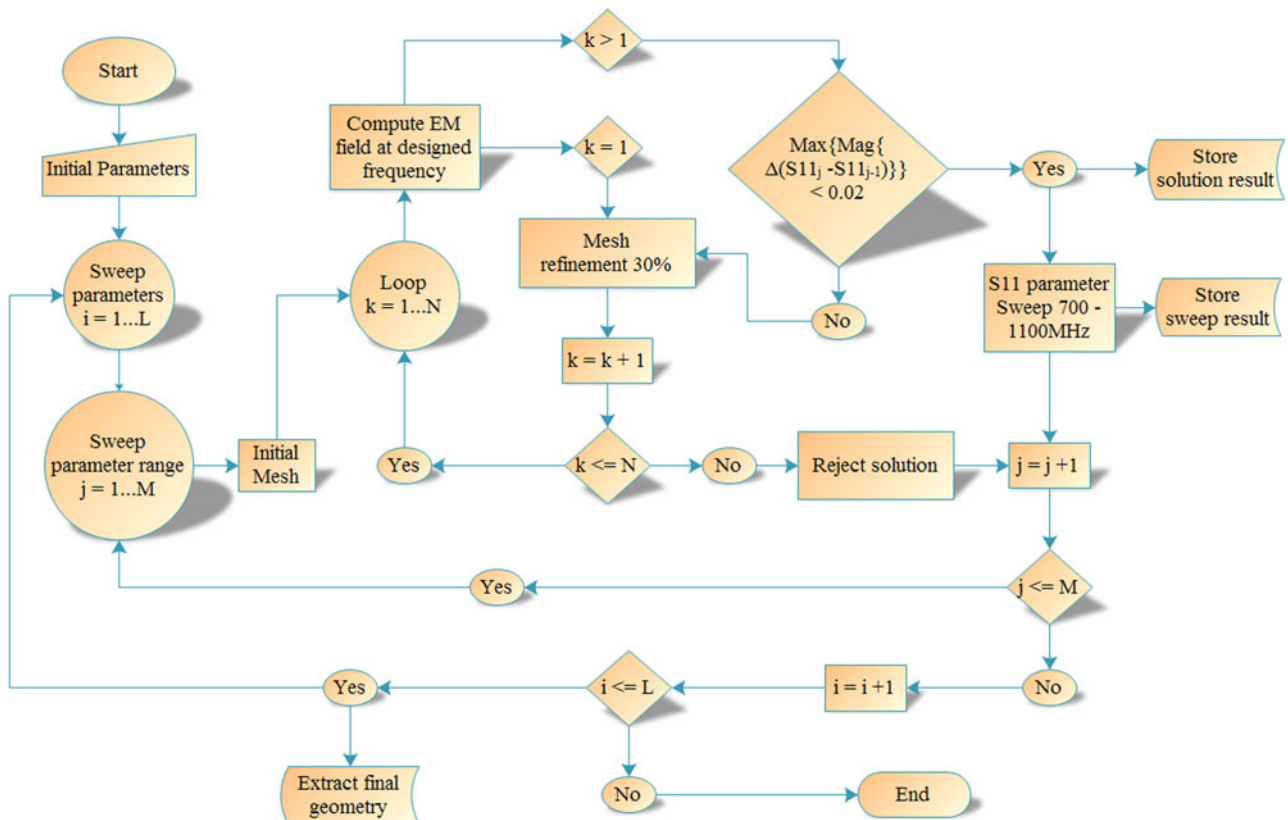 Start
Initial Parameters
Sweep
parameters
i = 1...L
Sweep
parameter range
j = 1...M
Initial
Mesh
Loop
k = 1...N
Compute EM
field at designed
frequency
k > 1
k = 1
Max{Mag{
Δ(S11j -S11j-1)}}
< 0.02
Yes
Store
solution result
No
Mesh
refinement 30%
S11 parameter
Sweep 700 -
1100MHz
Store
sweep result
k = k + 1
k <= N
Yes
No
Reject solution
j = j +1
j <= M
Yes
No
i = i +1
i <= L
Yes
Extract final
geometry
No
End